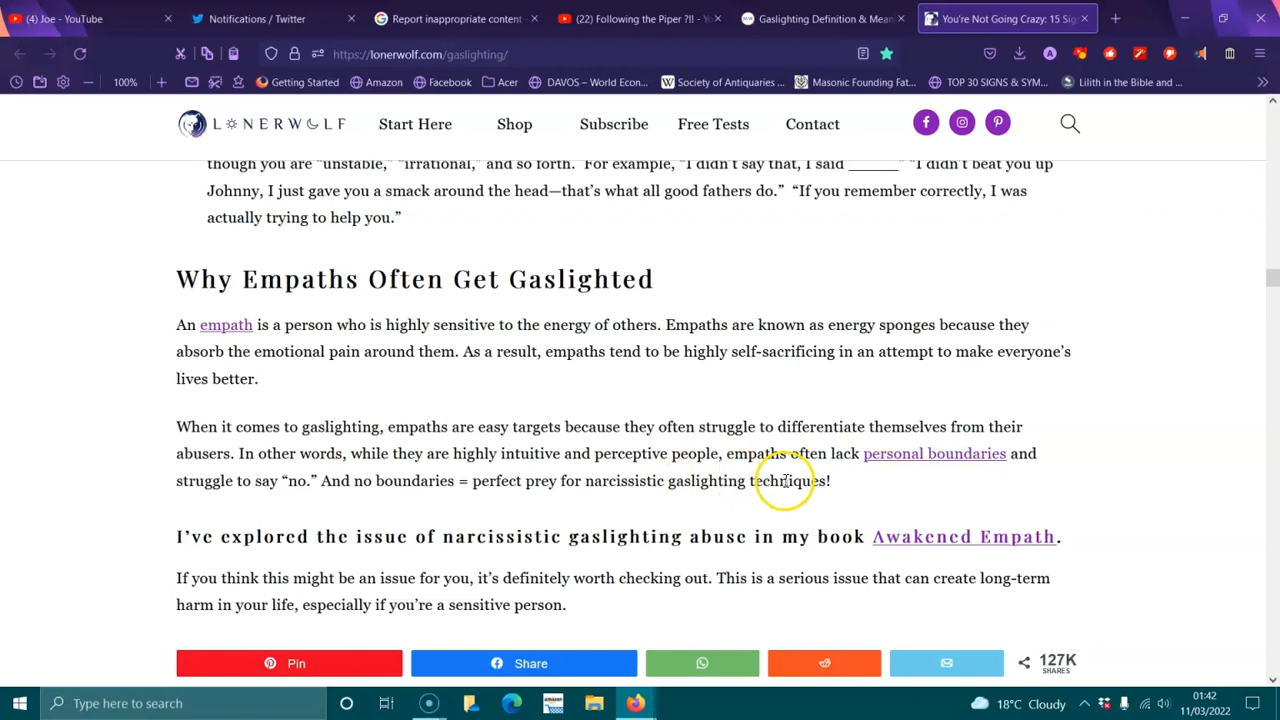 (4) Joe - YouTube
Notifications / Twitter
Report inappropriate content
(22) Following the Piper ?!! - Y
Gaslighting Definition & Mean
You're Not Going Crazy: 15 Sig
https://lonerwolf.com/gaslighting/
100%
Getting Started
Amazon
Facebook
Acer
DAVOS – World Econ...
Society of Antiquaries ...
Masonic Founding Fat...
TOP 30 SIGNS & SYM...
Lilith in the Bible and ...
LONERWOLF
Start Here
Shop
Subscribe
Free Tests
Contact
though you are “unstable,” “irrational,” and so forth. For example, “I didn’t say that, I said ______” “I didn’t beat you up
Johnny, I just gave you a smack around the head—that’s what all good fathers do.” “If you remember correctly, I was
actually trying to help you.”
Why Empaths Often Get Gaslighted
An empath is a person who is highly sensitive to the energy of others. Empaths are known as energy sponges because they
absorb the emotional pain around them. As a result, empaths tend to be highly self-sacrificing in an attempt to make everyone’s
lives better.
When it comes to gaslighting, empaths are easy targets because they often struggle to differentiate themselves from their
abusers. In other words, while they are highly intuitive and perceptive people, empaths often lack personal boundaries and
struggle to say “no.” And no boundaries = perfect prey for narcissistic gaslighting techniques!
I’ve explored the issue of narcissistic gaslighting abuse in my book Awakened Empath.
If you think this might be an issue for you, it’s definitely worth checking out. This is a serious issue that can create long-term
harm in your life, especially if you’re a sensitive person.
Pin
Share
127K
SHARES
Type here to search
18°C Cloudy
01:42
11/03/2022